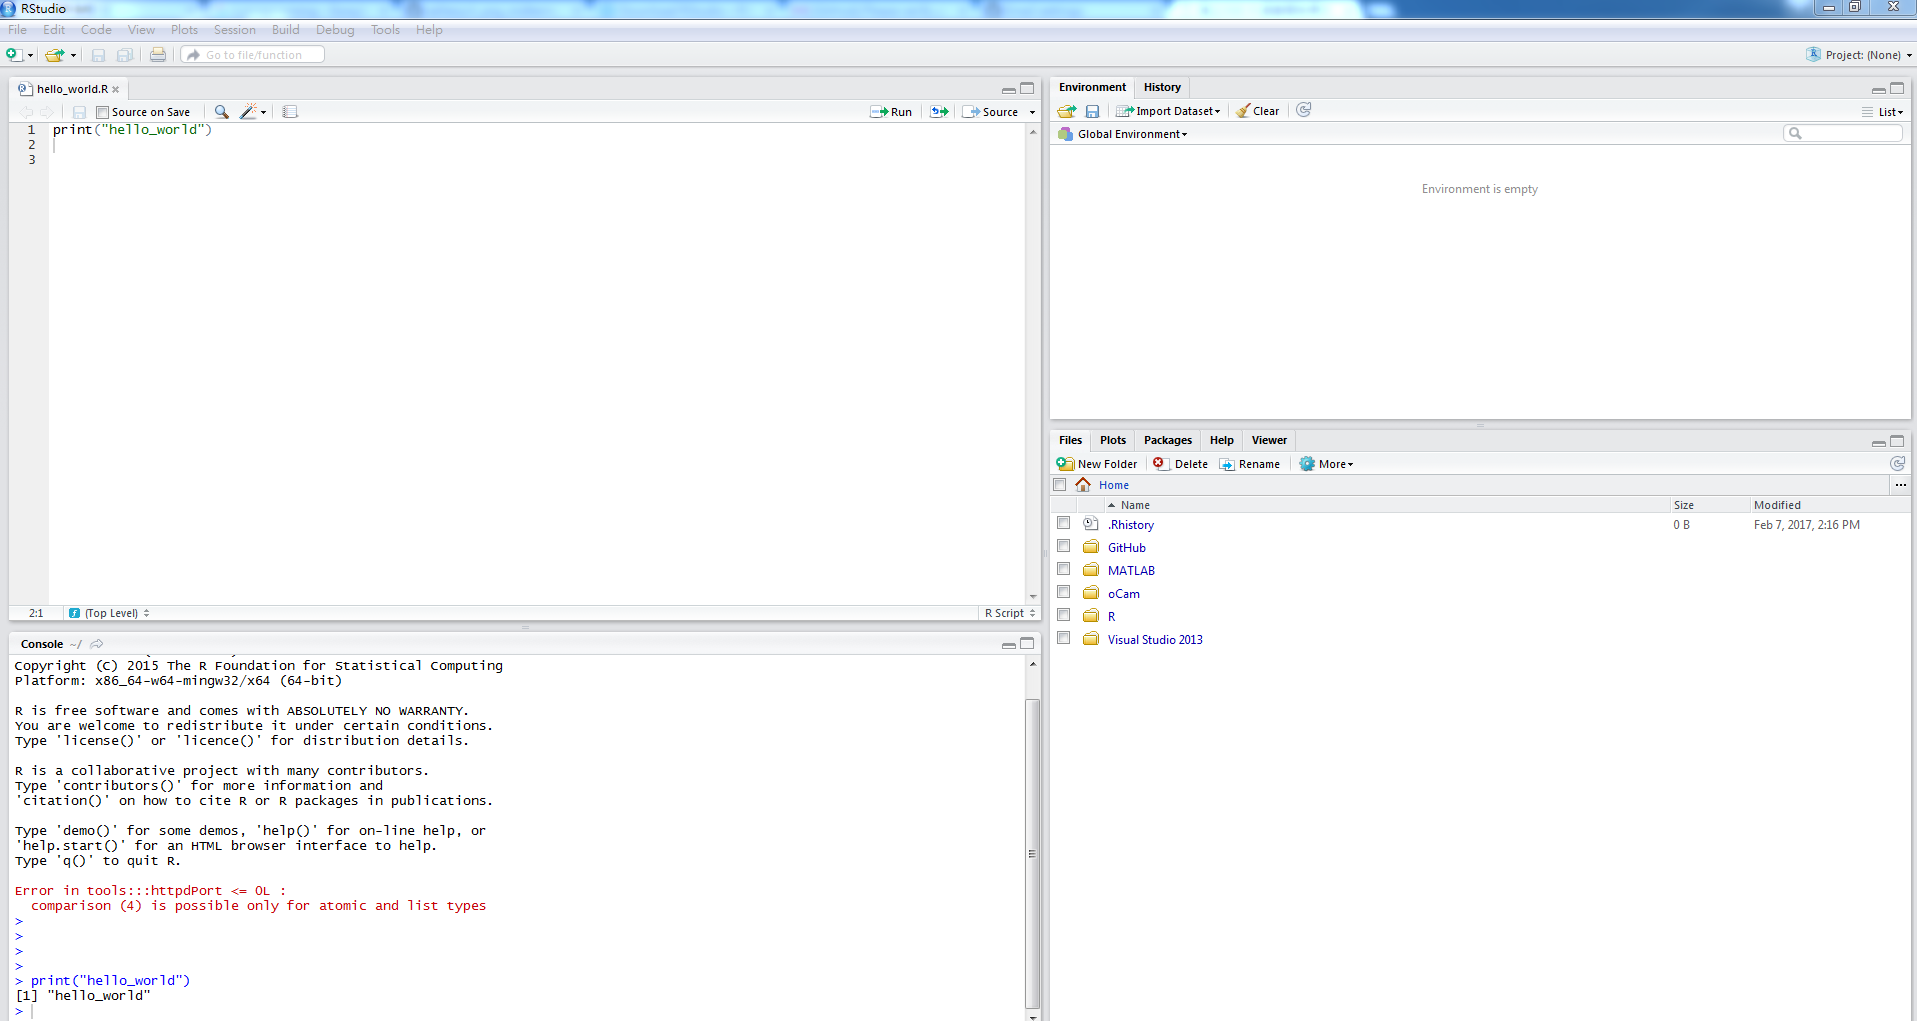 RStudio
File Edit Code View Plots Session Build Debug Tools Help
Go to file/function
Project: (None)
hello_world.R
Source on Save
Run
Source
1 print("hello_world")
2
3
2:1 (Top Level)
R Script
Console ~/
Copyright (C) 2015 The R Foundation for Statistical Computing
Platform: x86_64-w64-mingw32/x64 (64-bit)
R is free software and comes with ABSOLUTELY NO WARRANTY.
You are welcome to redistribute it under certain conditions.
Type 'license()' or 'licence()' for distribution details.
R is a collaborative project with many contributors.
Type 'contributors()' for more information and
'citation()' on how to cite R or R packages in publications.
Type 'demo()' for some demos, 'help()' for on-line help, or
'help.start()' for an HTML browser interface to help.
Type 'q()' to quit R.
Error in tools:::httpdPort <= 0L :
comparison (4) is possible only for atomic and list types
>
>
>
>
> print("hello_world")
[1] "hello_world"
>
Environment History
Import Dataset Clear
List
Global Environment
Environment is empty
Files Plots Packages Help Viewer
New Folder Delete Rename More
Home
...
Name Size Modified
.Rhistory 0 B Feb 7, 2017, 2:16 PM
GitHub
MATLAB
oCam
R
Visual Studio 2013